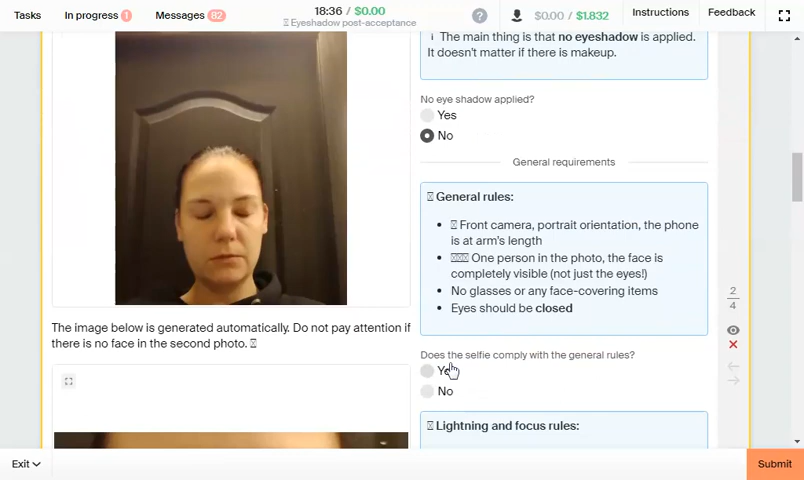 Tasks
In progress 1
Messages 82
18:36 / $0.00
Eyeshadow post-acceptance
?
$0.00 / $1.832
Instructions
Feedback
The main thing is that no eyeshadow is applied.
It doesn't matter if there is makeup.
No eye shadow applied?
Yes
No
General requirements
General rules:
• Front camera, portrait orientation, the phone
is at arm's length
• One person in the photo, the face is
completely visible (not just the eyes!)
• No glasses or any face-covering items
• Eyes should be closed
2
4
The image below is generated automatically. Do not pay attention if
there is no face in the second photo.
Does the selfie comply with the general rules?
Yes
No
Lightning and focus rules:
Exit
Submit